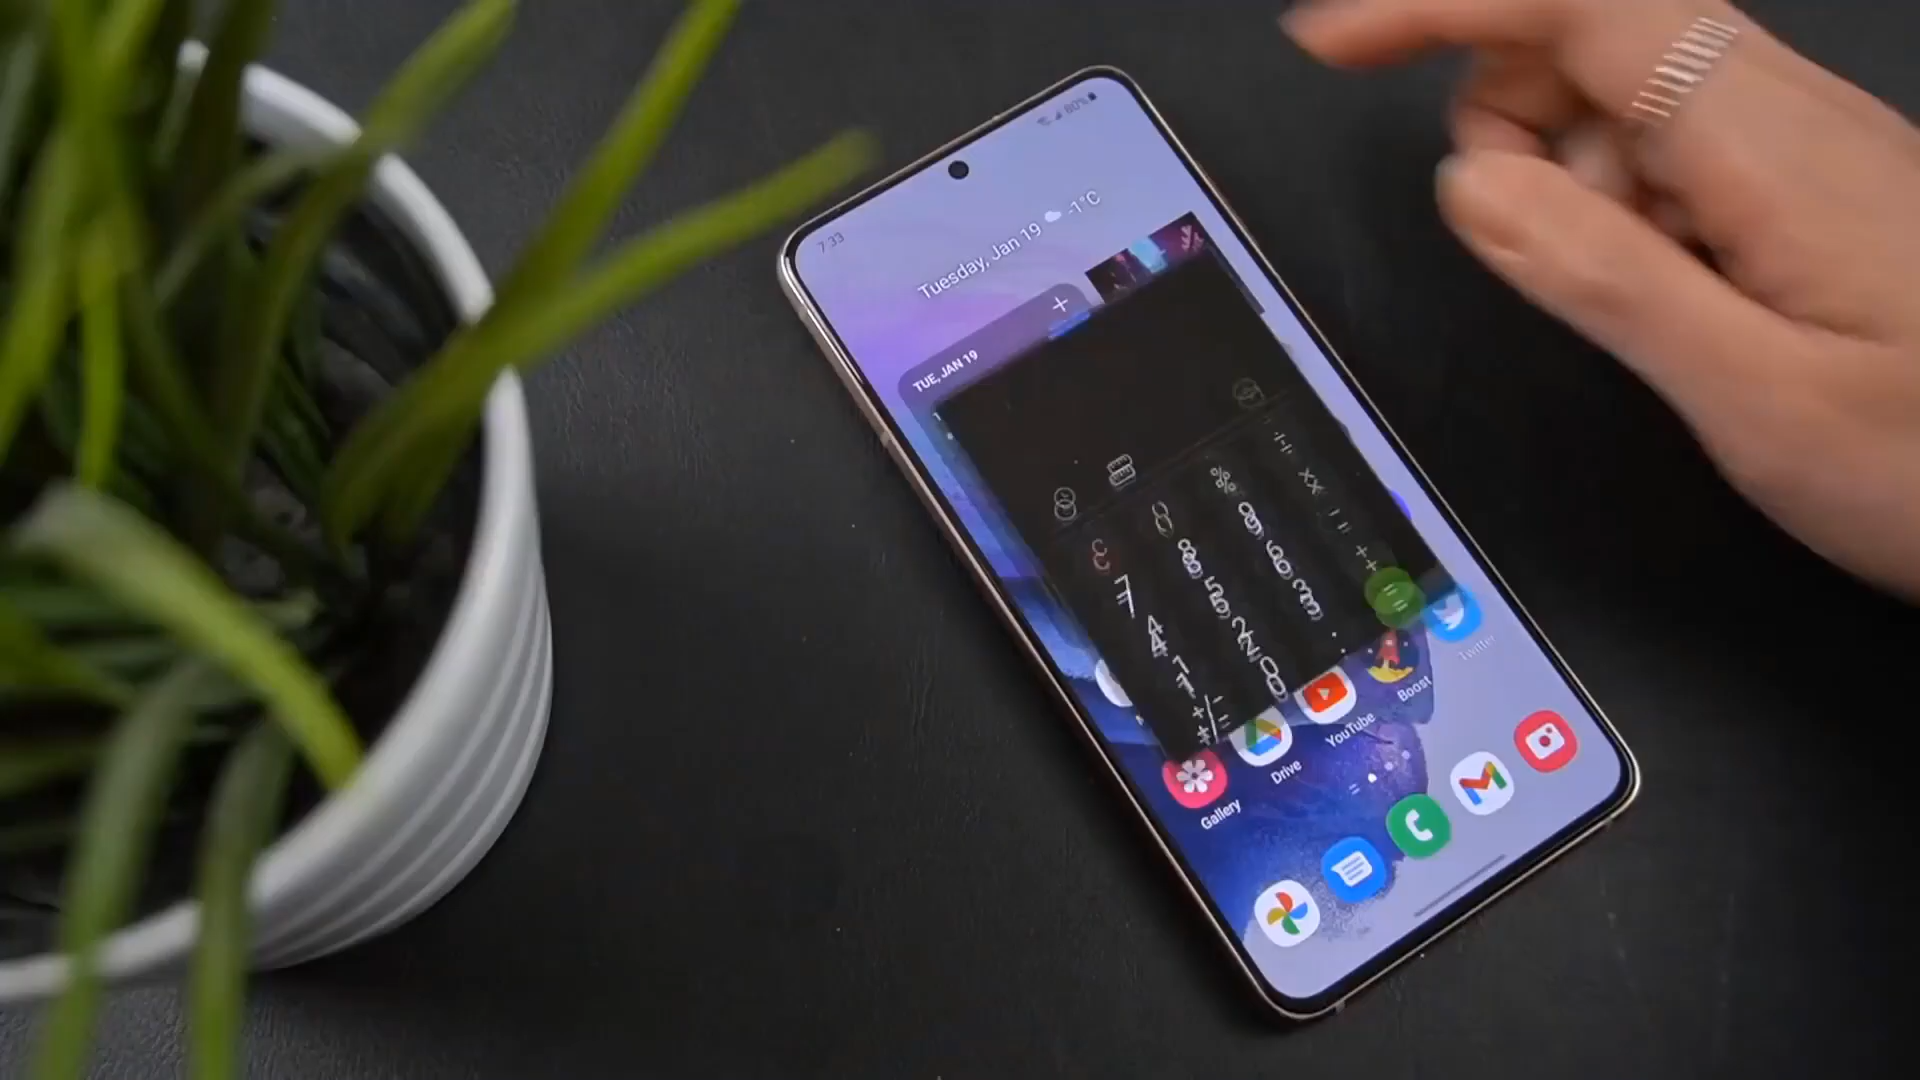 7:33
80%
Tuesday, Jan 19 -1°C
+
TUE, JAN 19
÷
C () % ×
7 8 9 -
4 5 6 +
1 2 3 =
+/- 0 .
Gallery Drive YouTube Boost Twitter